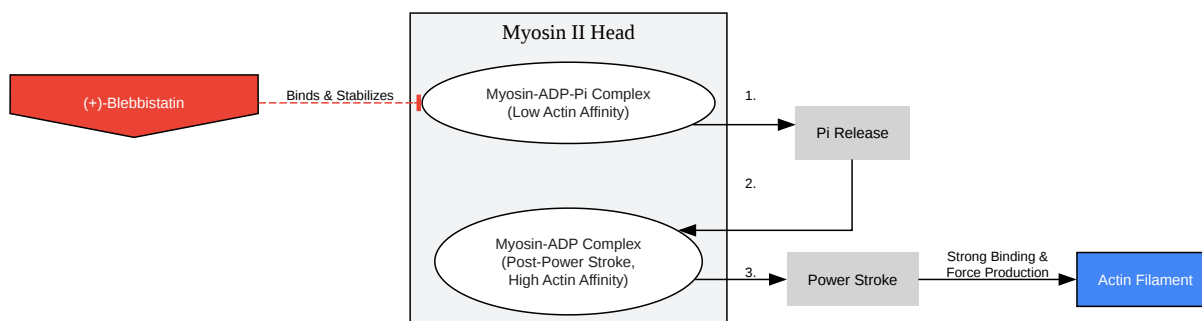 Myosin II Head
(+)-Blebbistatin
Binds & Stabilizes
Myosin-ADP-Pi Complex
(Low Actin Affinity)
1.
Pi Release
2.
Myosin-ADP Complex
(Post-Power Stroke,
High Actin Affinity)
3.
Power Stroke
Strong Binding &
Force Production
Actin Filament